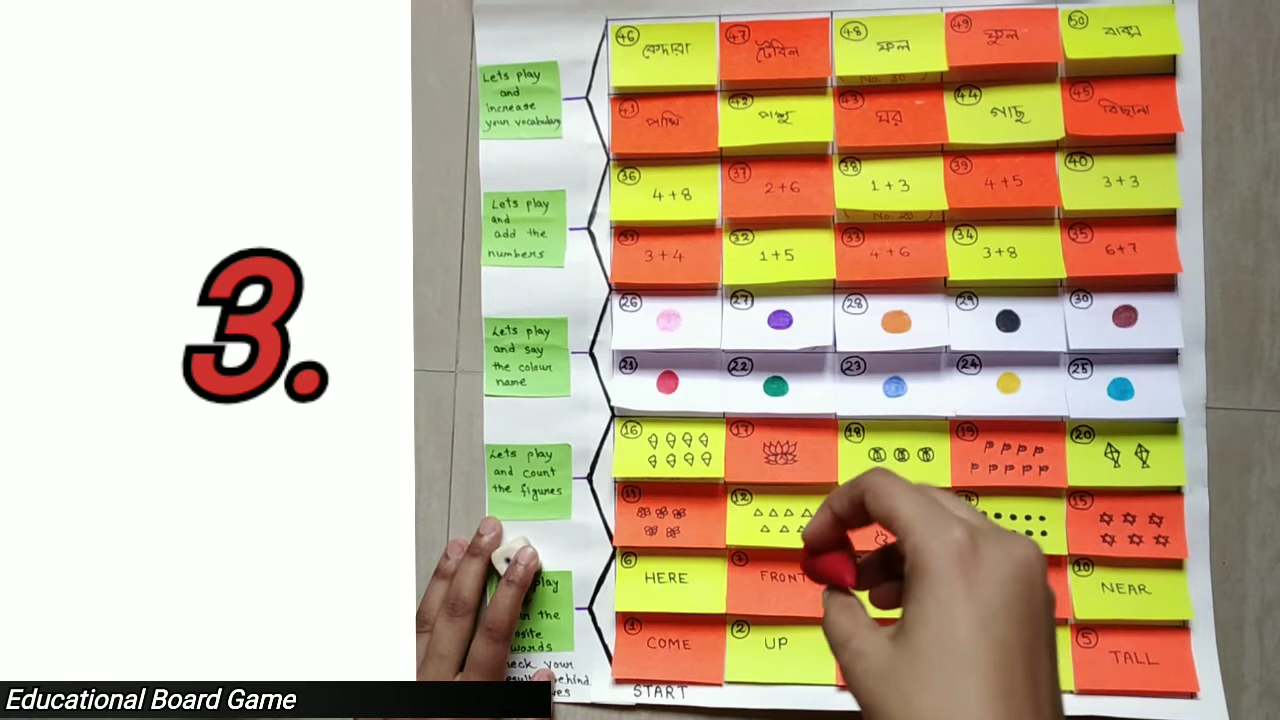 3.
Educational Board Game
Lets play
and
increase
your vocabulary
46 কেদারা
47 টেবিল
48 ফল
49 ফুল
50 বাক্স
41 পাখি
42
43 ঘর
44 গাছ
45 বিছানা
Lets play
and
add the
numbers
36 4+8
37 2+6
38 1+3
39 4+5
40 3+3
31 3+4
32 1+5
33 4+6
34 3+8
35 6+7
Lets play
and say
the colour
name
26
27
28
29
30
21
22
23
24
25
Lets play
and count
the figures
16
17
18
19
20
11
12
15
play
the
words
6 HERE
7 FRONT
10 NEAR
1 COME
2 UP
5 TALL
your
behind
START